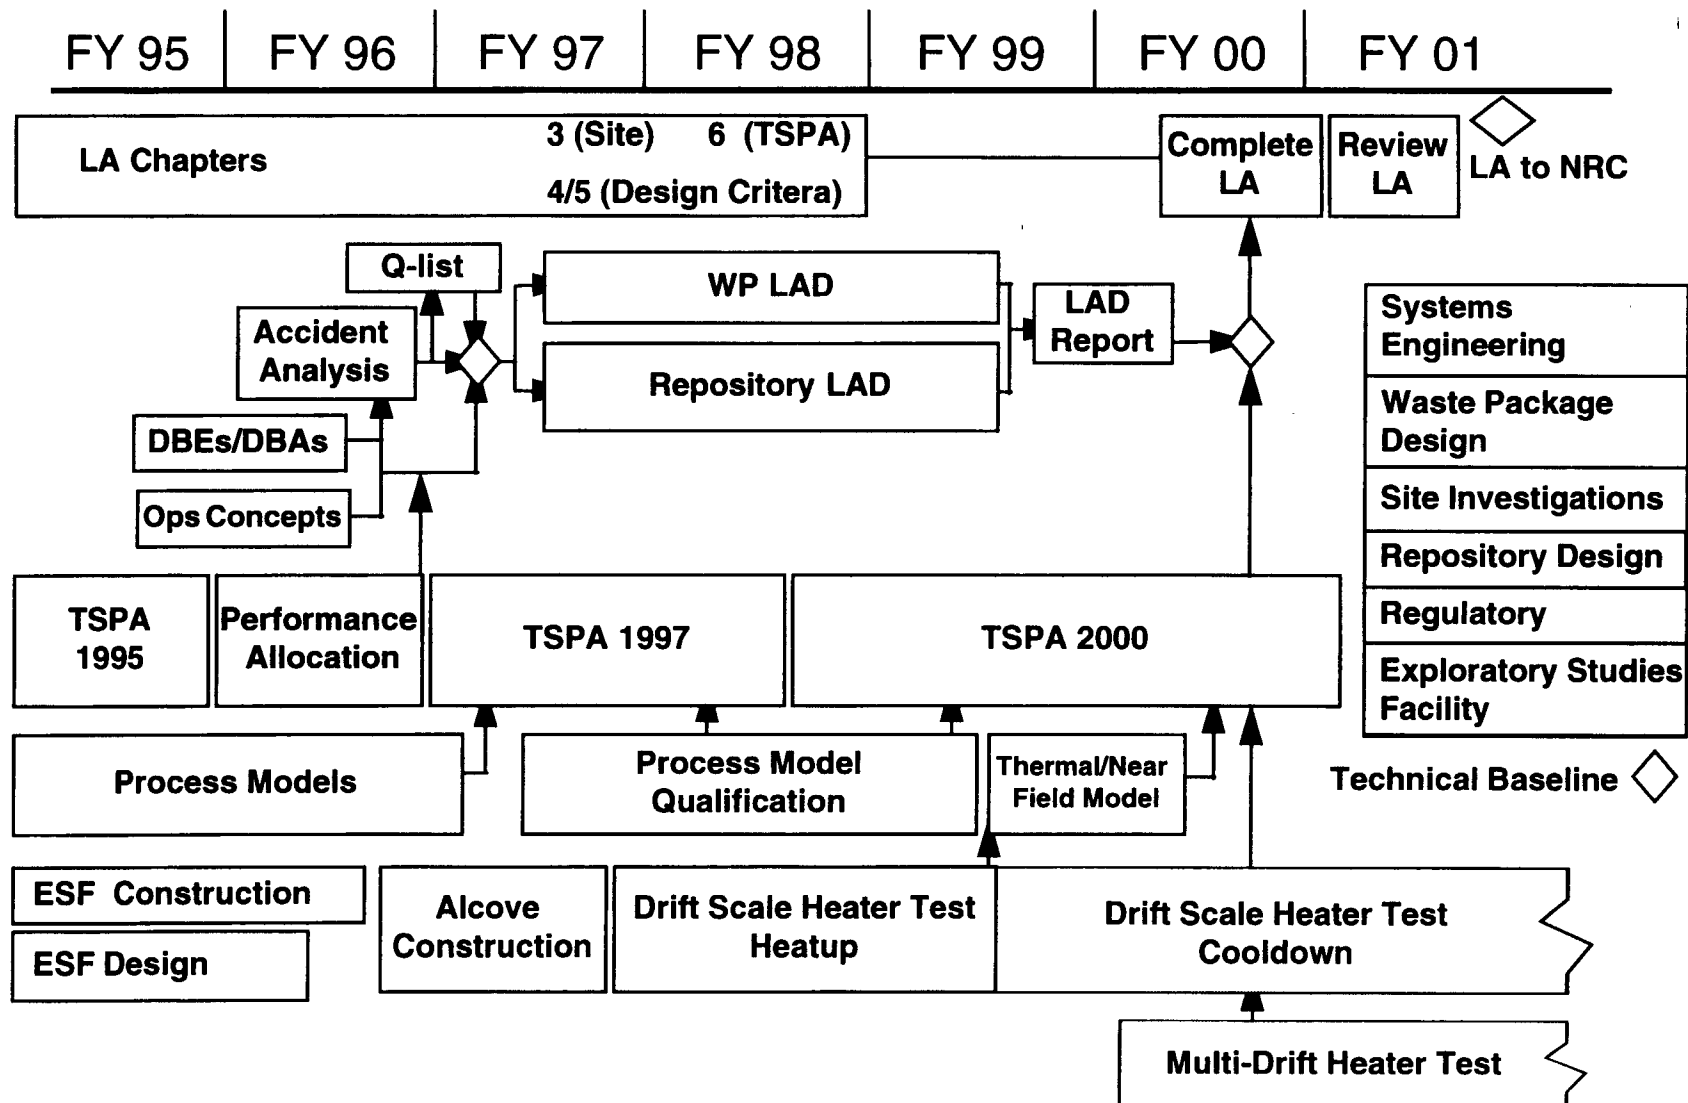 FY 95 FY 96 FY 97 FY 98 FY 99 FY 00 FY 01
LA Chapters
3 (Site) 6 (TSPA)
4/5 (Design Critera)
Complete
LA
Review
LA
LA to NRC
Q-list
Accident
Analysis
DBEs/DBAs
Ops Concepts
WP LAD
Repository LAD
LAD
Report
Systems
Engineering
Waste Package
Design
Site Investigations
Repository Design
Regulatory
Exploratory Studies
Facility
Technical Baseline
TSPA
1995
Performance
Allocation
TSPA 1997
TSPA 2000
Process Models
Process Model
Qualification
Thermal/Near
Field Model
ESF Construction
ESF Design
Alcove
Construction
Drift Scale Heater Test
Heatup
Drift Scale Heater Test
Cooldown
Multi-Drift Heater Test